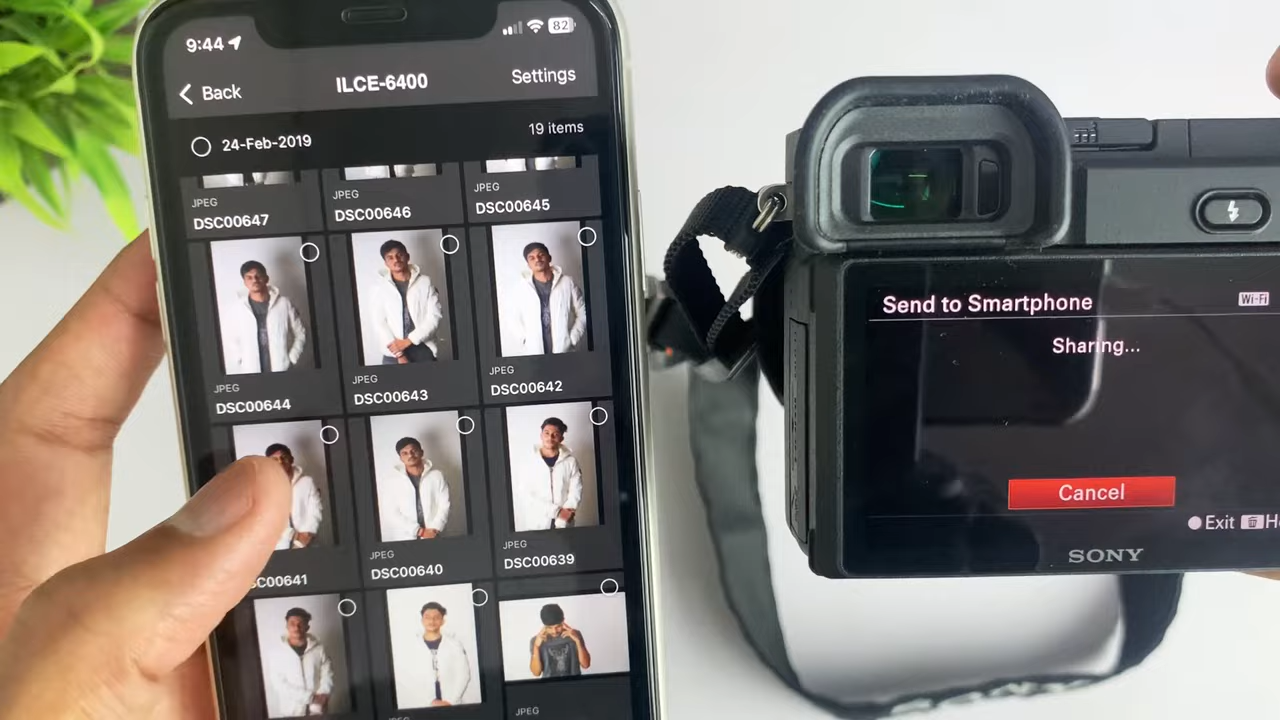 9:44
82
Back
ILCE-6400
Settings
24-Feb-2019
19 items
JPEG
JPEG
JPEG
DSC00647
DSC00646
DSC00645
JPEG
JPEG
JPEG
DSC00644
DSC00643
DSC00642
JPEG
JPEG
SC00641
DSC00640
DSC00639
JPEG
Send to Smartphone
Wi-Fi
Sharing...
Cancel
Exit
SONY